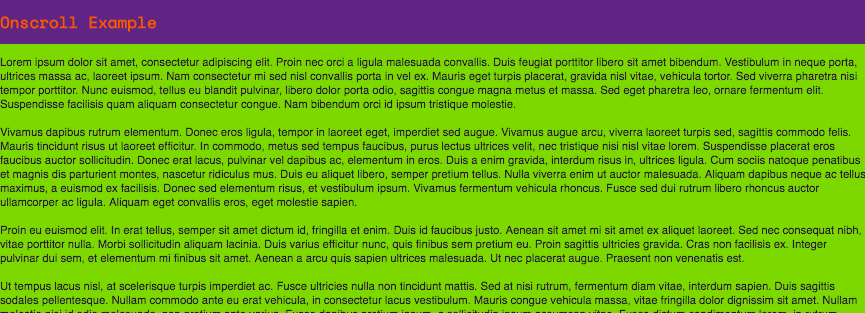 Onscroll Example
Lorem ipsum dolor sit amet, consectetur adipiscing elit. Proin nec orci a ligula malesuada convallis. Duis feugiat porttitor libero sit amet bibendum. Vestibulum in neque porta,
ultrices massa ac, laoreet ipsum. Nam consectetur mi sed nisl convallis porta in vel ex. Mauris eget turpis placerat, gravida nisl vitae, vehicula tortor. Sed viverra pharetra nisi
tempor porttitor. Nunc euismod, tellus eu blandit pulvinar, libero dolor porta odio, sagittis congue magna metus et massa. Sed eget pharetra leo, ornare fermentum elit.
Suspendisse facilisis quam aliquam consectetur congue. Nam bibendum orci id ipsum tristique molestie.
Vivamus dapibus rutrum elementum. Donec eros ligula, tempor in laoreet eget, imperdiet sed augue. Vivamus augue arcu, viverra laoreet turpis sed, sagittis commodo felis.
Mauris tincidunt risus ut laoreet efficitur. In commodo, metus sed tempus faucibus, purus lectus ultrices velit, nec tristique nisi nisl vitae lorem. Suspendisse placerat eros
faucibus auctor sollicitudin. Donec erat lacus, pulvinar vel dapibus ac, elementum in eros. Duis a enim gravida, interdum risus in, ultrices ligula. Cum sociis natoque penatibus
et magnis dis parturient montes, nascetur ridiculus mus. Duis eu aliquet libero, semper pretium tellus. Nulla viverra enim ut auctor malesuada. Aliquam dapibus neque ac tellus
maximus, a euismod ex facilisis. Donec sed elementum risus, et vestibulum ipsum. Vivamus fermentum vehicula rhoncus. Fusce sed dui rutrum libero rhoncus auctor
ullamcorper ac ligula. Aliquam eget convallis eros, eget molestie sapien.
Proin eu euismod elit. In erat tellus, semper sit amet dictum id, fringilla et enim. Duis id faucibus justo. Aenean sit amet mi sit amet ex aliquet laoreet. Sed nec consequat nibh,
vitae porttitor nulla. Morbi sollicitudin aliquam lacinia. Duis varius efficitur nunc, quis finibus sem pretium eu. Proin sagittis ultricies gravida. Cras non facilisis ex. Integer
pulvinar dui sem, et elementum mi finibus sit amet. Aenean a arcu quis sapien ultrices malesuada. Ut nec placerat augue. Praesent non venenatis est.
Ut tempus lacus nisl, at scelerisque turpis imperdiet ac. Fusce ultricies nulla non tincidunt mattis. Sed at nisi rutrum, fermentum diam vitae, interdum sapien. Duis sagittis
sodales pellentesque. Nullam commodo ante eu erat vehicula, in consectetur lacus vestibulum. Mauris congue vehicula massa, vitae fringilla dolor dignissim sit amet. Nullam